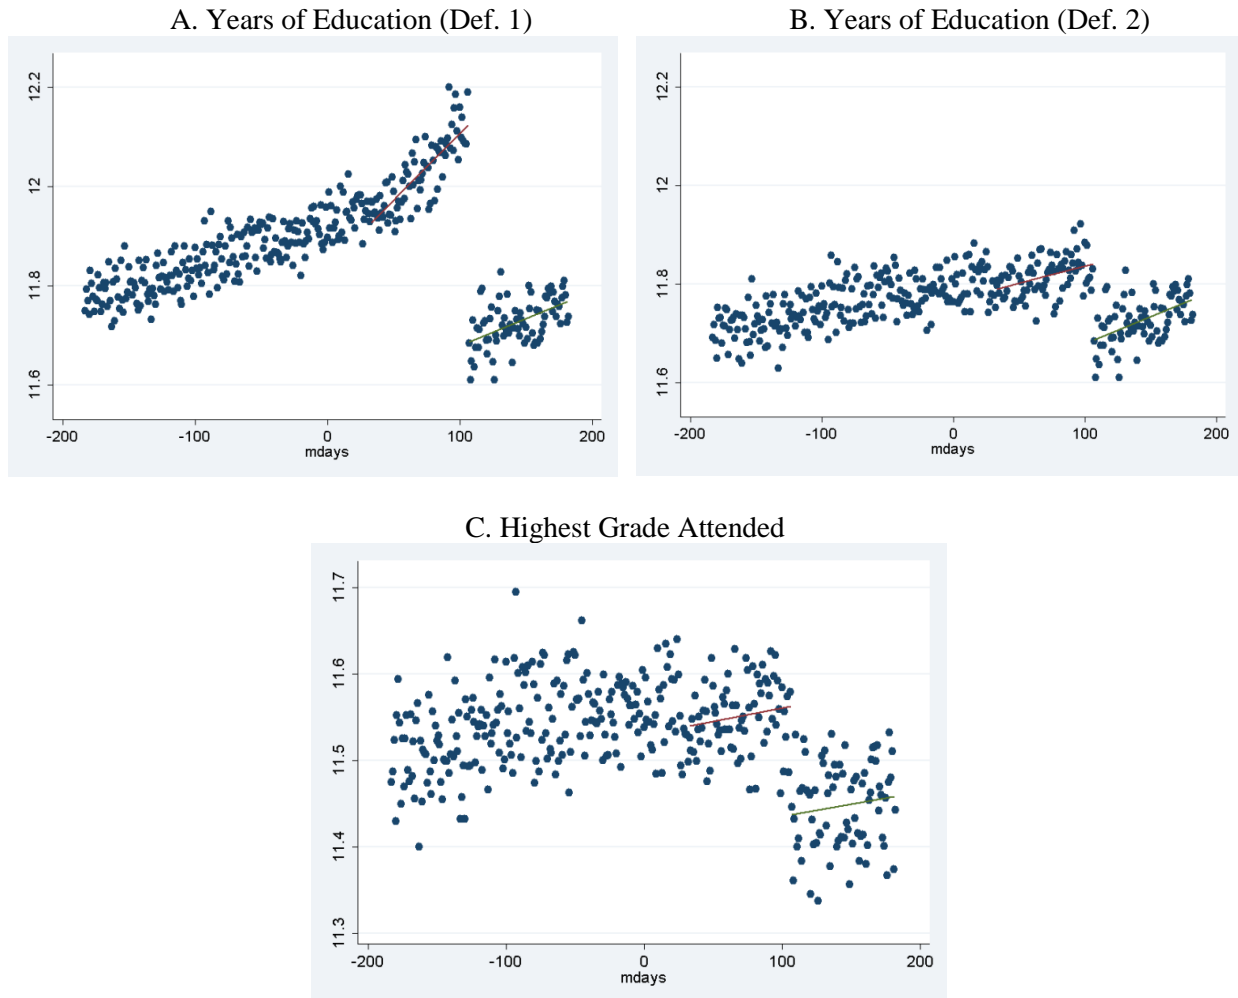 A. Years of Education (Def. 1)
12.2
12
11.8
11.6
-200 -100 0 100 200
mdays
B. Years of Education (Def. 2)
12.2
12
11.8
11.6
-200 -100 0 100 200
mdays
C. Highest Grade Attended
11.7
11.6
11.5
11.4
11.3
-200 -100 0 100 200
mdays